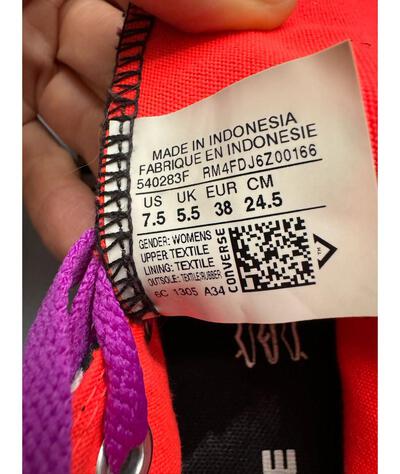 MADE IN INDONESIA
FABRIQUE EN INDONESIE
540283F RM4FDJ6Z00166
US UK EUR CM
7.5 5.5 38 24.5
GENDER: WOMENS
UPPER: TEXTILE
LINING: TEXTILE
OUTSOLE: TEXTILE/RUBBER
6C 1305 A34
CONVERSE
TM
E